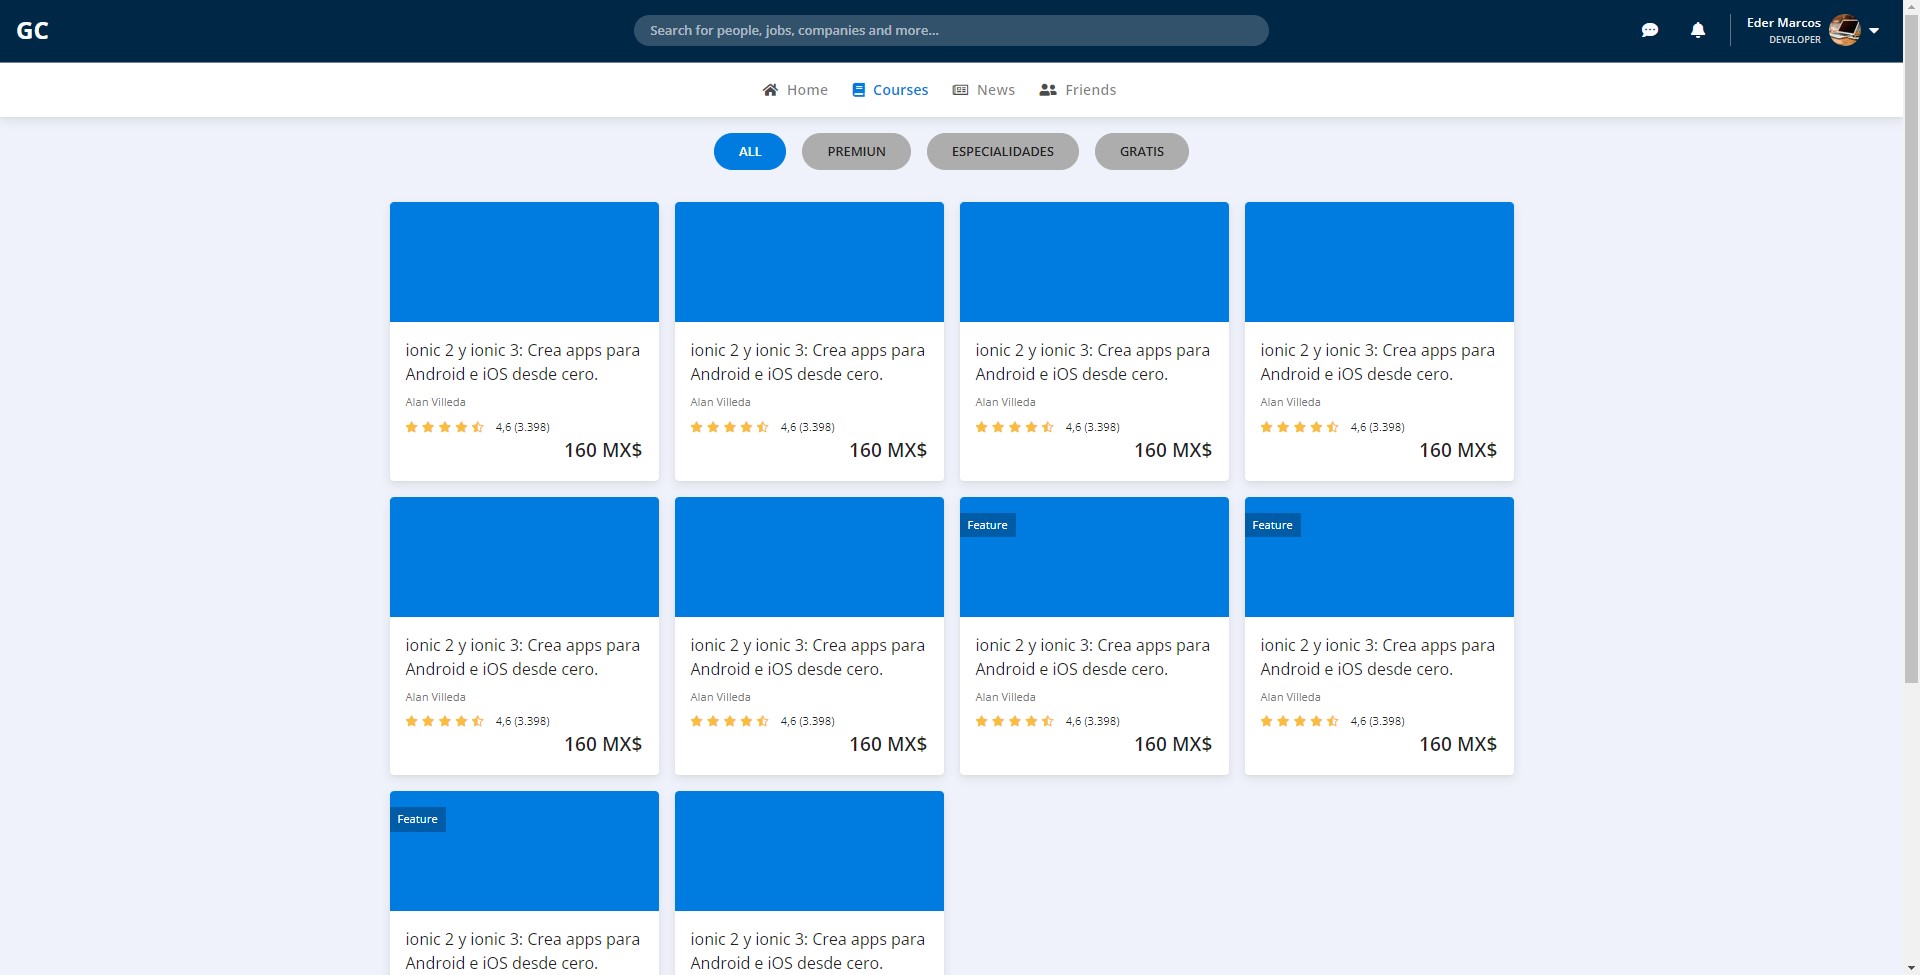 GC
Search for people, jobs, companies and more...
Eder Marcos
DEVELOPER
Home
Courses
News
Friends
ALL
PREMIUN
ESPECIALIDADES
GRATIS
ionic 2 y ionic 3: Crea apps para
Android e iOS desde cero.
Alan Villeda
4,6 (3.398)
160 MX$
ionic 2 y ionic 3: Crea apps para
Android e iOS desde cero.
Alan Villeda
4,6 (3.398)
160 MX$
ionic 2 y ionic 3: Crea apps para
Android e iOS desde cero.
Alan Villeda
4,6 (3.398)
160 MX$
ionic 2 y ionic 3: Crea apps para
Android e iOS desde cero.
Alan Villeda
4,6 (3.398)
160 MX$
ionic 2 y ionic 3: Crea apps para
Android e iOS desde cero.
Alan Villeda
4,6 (3.398)
160 MX$
ionic 2 y ionic 3: Crea apps para
Android e iOS desde cero.
Alan Villeda
4,6 (3.398)
160 MX$
Feature
ionic 2 y ionic 3: Crea apps para
Android e iOS desde cero.
Alan Villeda
4,6 (3.398)
160 MX$
Feature
ionic 2 y ionic 3: Crea apps para
Android e iOS desde cero.
Alan Villeda
4,6 (3.398)
160 MX$
Feature
ionic 2 y ionic 3: Crea apps para
Android e iOS desde cero.
ionic 2 y ionic 3: Crea apps para
Android e iOS desde cero.